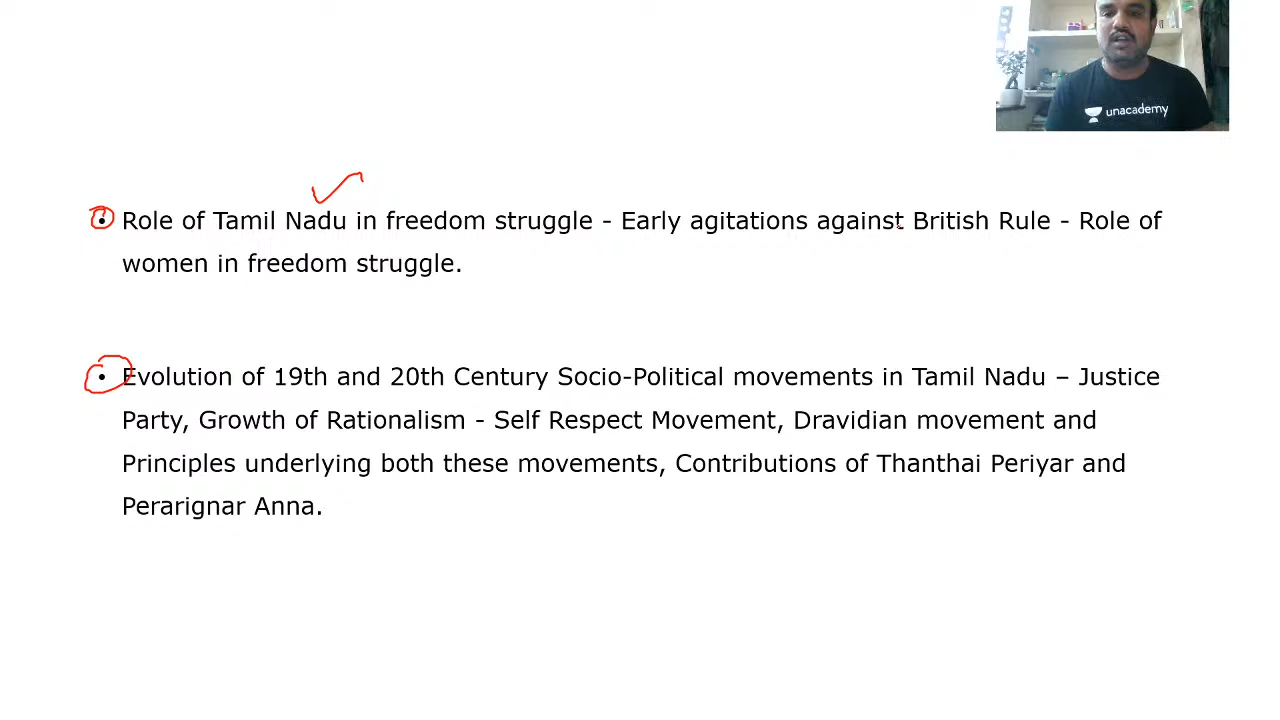 unacademy
• Role of Tamil Nadu in freedom struggle - Early agitations against British Rule - Role of
women in freedom struggle.
• Evolution of 19th and 20th Century Socio-Political movements in Tamil Nadu – Justice
Party, Growth of Rationalism - Self Respect Movement, Dravidian movement and
Principles underlying both these movements, Contributions of Thanthai Periyar and
Perarignar Anna.